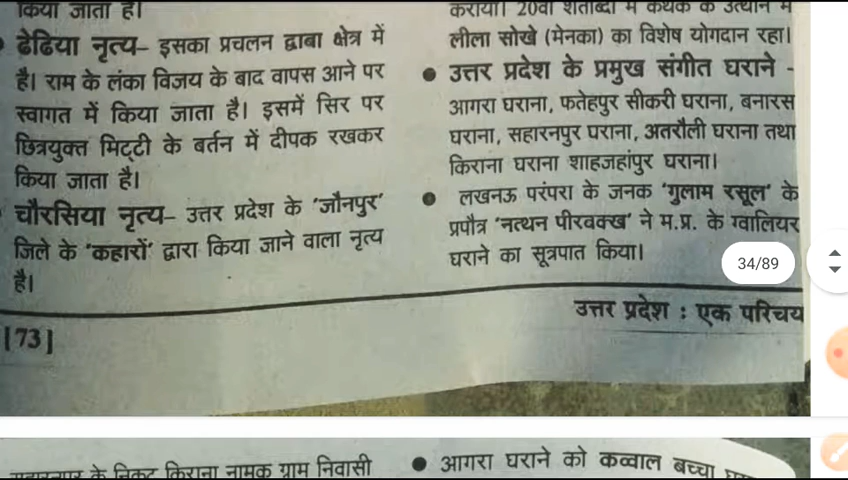 किया जाता है।
ढेढिया नृत्य– इसका प्रचलन द्वाबा क्षेत्र में
है। राम के लंका विजय के बाद वापस आने पर
स्वागत में किया जाता है। इसमें सिर पर
छित्रयुक्त मिट्टी के बर्तन में दीपक रखकर
किया जाता है।
चौरसिया नृत्य– उत्तर प्रदेश के 'जौनपुर'
जिले के 'कहारों' द्वारा किया जाने वाला नृत्य
है।
कराया। 20वीं शताब्दी में कथक के उत्थान में
लीला सोखे (मेनका) का विशेष योगदान रहा।
● उत्तर प्रदेश के प्रमुख संगीत घराने -
आगरा घराना, फतेहपुर सीकरी घराना, बनारस
घराना, सहारनपुर घराना, अतरौली घराना तथा
किराना घराना शाहजहांपुर घराना।
● लखनऊ परंपरा के जनक 'गुलाम रसूल' के
प्रपौत्र 'नत्थन पीरवक्ख' ने म.प्र. के ग्वालियर
घराने का सूत्रपात किया।
34/89
उत्तर प्रदेश : एक परिचय
[73]
के निकट किराना नामक ग्राम निवासी
● आगरा घराने को कव्वाल बच्चा